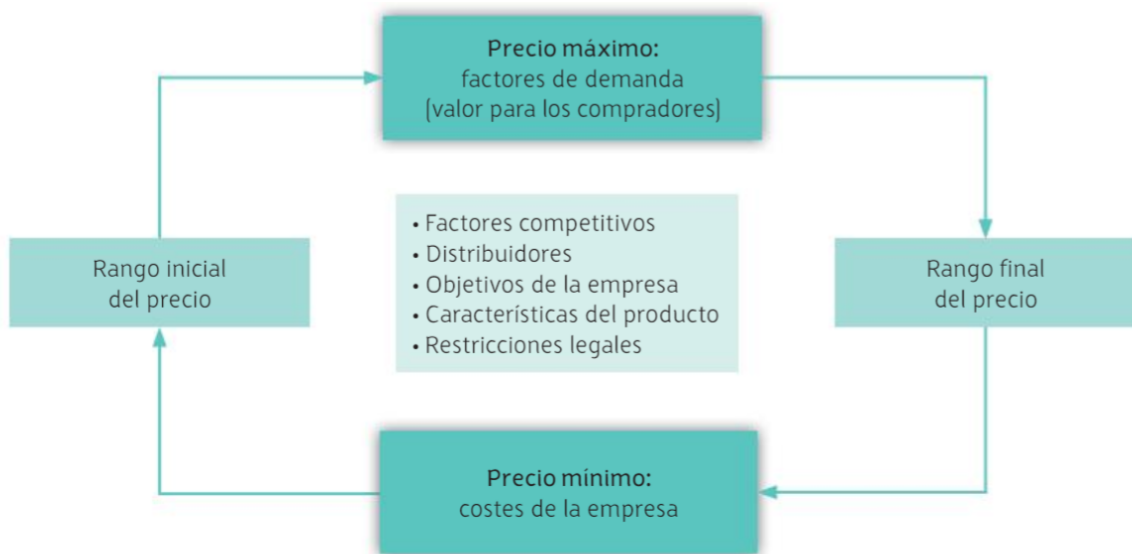 Precio máximo:
factores de demanda
(valor para los compradores)
Rango inicial
del precio
• Factores competitivos
• Distribuidores
• Objetivos de la empresa
• Características del producto
• Restricciones legales
Rango final
del precio
Precio mínimo:
costes de la empresa